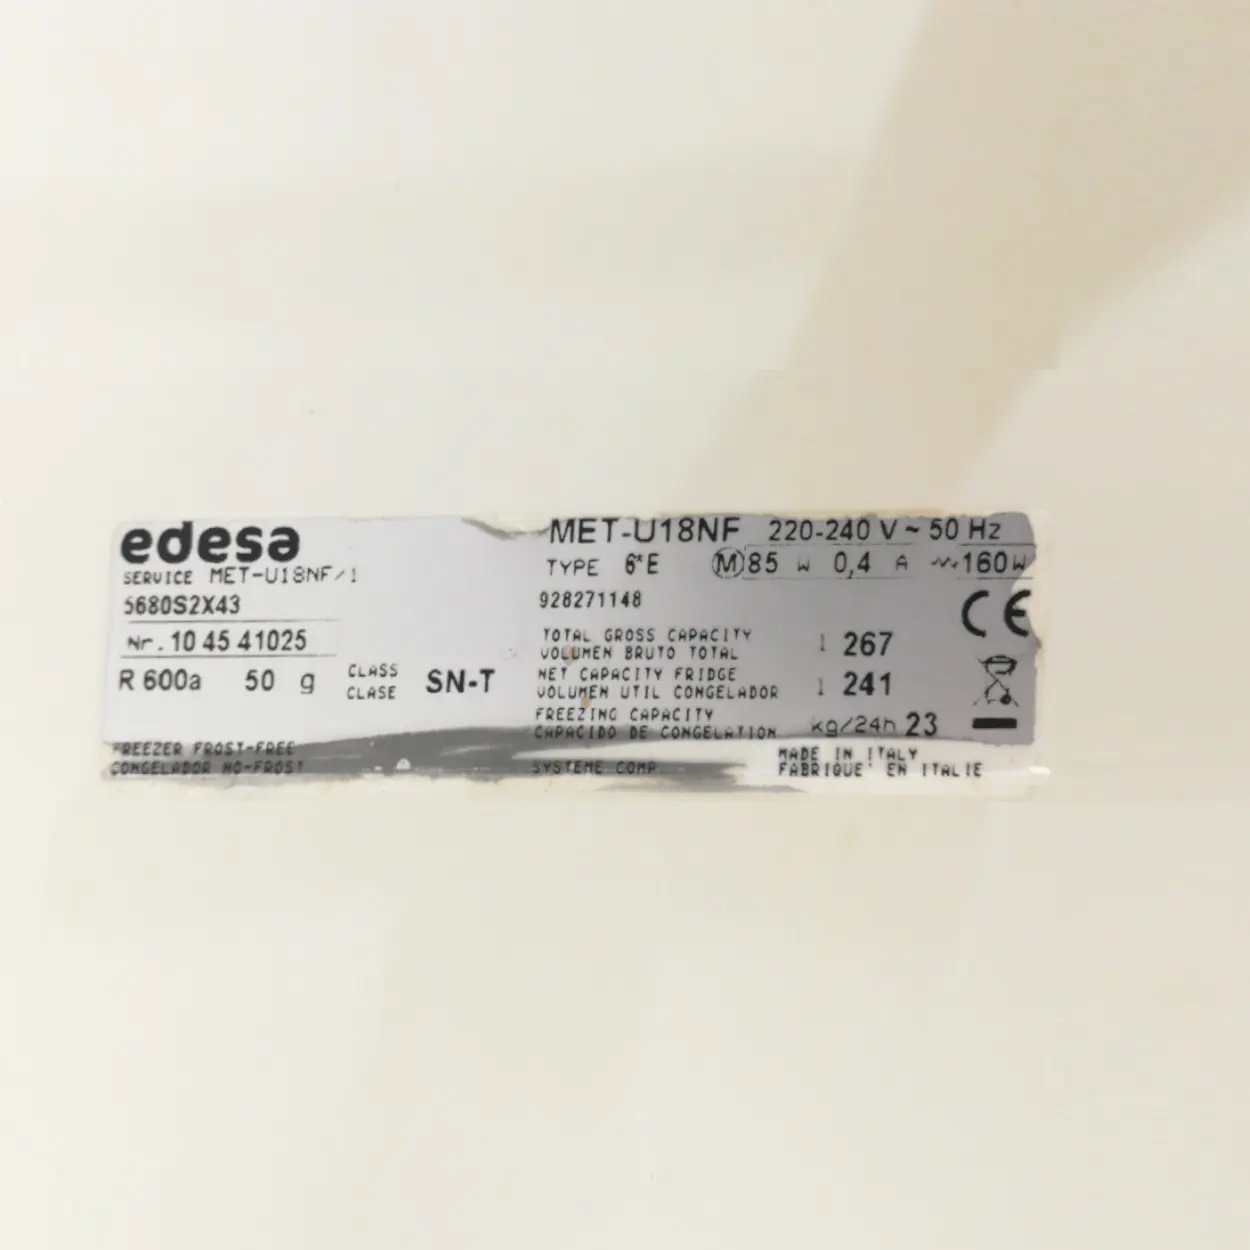 edesa
SERVICE MET-U18NF/1
5680S2X43
Nr. 10 45 41025
R 600a 50 g CLASS
CLASE SN-T
FREEZER FROST-FREE
CONGELADOR NO-FROST
MET-U18NF 220-240 V ~ 50 Hz
TYPE 6*E M 85 W 0,4 A 160W
928271148
CE
TOTAL GROSS CAPACITY
VOLUMEN BRUTO TOTAL l 267
NET CAPACITY FRIDGE
VOLUMEN UTIL CONGELADOR l 241
FREEZING CAPACITY
CAPACIDO DE CONGELATION kg/24h 23
SYSTEME COMP
MADE IN ITALY
FABRIQUE' EN ITALIE